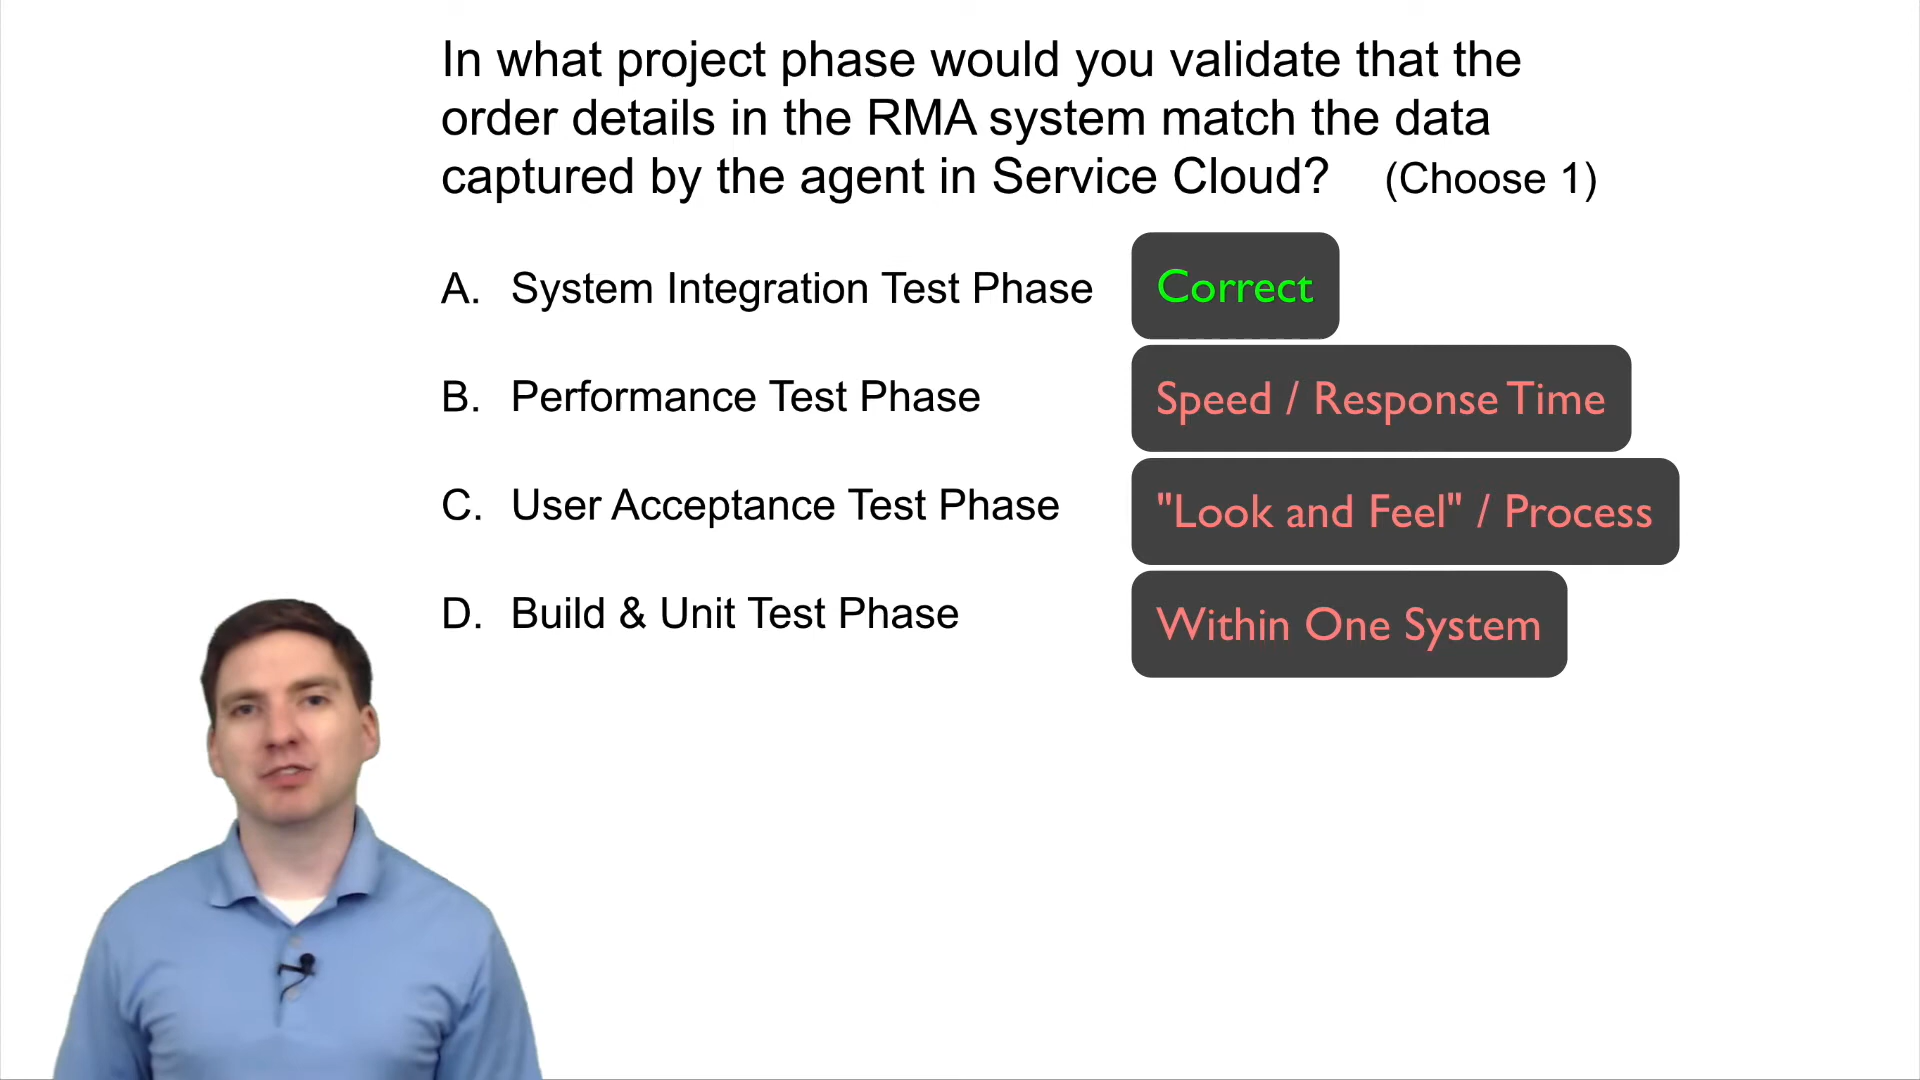 In what project phase would you validate that the
order details in the RMA system match the data
captured by the agent in Service Cloud? (Choose 1)
A. System Integration Test Phase Correct
B. Performance Test Phase Speed / Response Time
C. User Acceptance Test Phase "Look and Feel" / Process
D. Build & Unit Test Phase Within One System